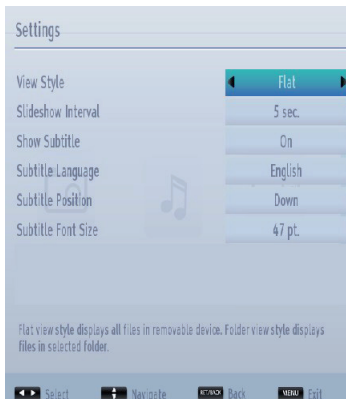 Settings
View Style Flat
Slideshow Interval 5 sec.
Show Subtitle On
Subtitle Language English
Subtitle Position Down
Subtitle Font Size 47 pt.
Flat view style displays all files in removable device. Folder view style displays
files in selected folder.
Select Navigate RET/BACK Back MENU Exit